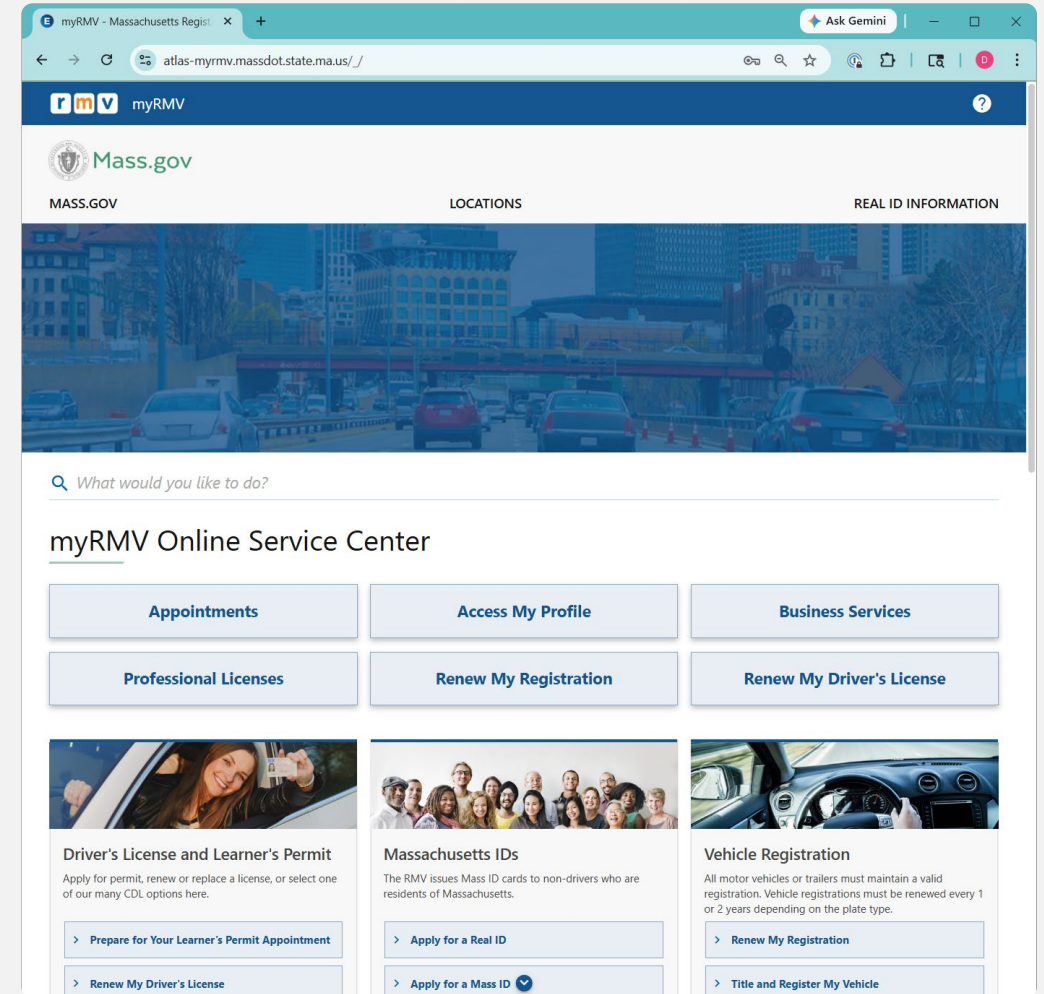 myRMV - Massachusetts Regist
Ask Gemini
atlas-myrmv.massdot.state.ma.us/_/
D
rmv myRMV
?
Mass.gov
MASS.GOV
LOCATIONS
REAL ID INFORMATION
What would you like to do?
myRMV Online Service Center
Appointments
Access My Profile
Business Services
Professional Licenses
Renew My Registration
Renew My Driver's License
Driver's License and Learner's Permit
Apply for permit, renew or replace a license, or select one
of our many CDL options here.
Prepare for Your Learner's Permit Appointment
Renew My Driver's License
Massachusetts IDs
The RMV issues Mass ID cards to non-drivers who are
residents of Massachusetts.
Apply for a Real ID
Apply for a Mass ID
Vehicle Registration
All motor vehicles or trailers must maintain a valid
registration. Vehicle registrations must be renewed every 1
or 2 years depending on the plate type.
Renew My Registration
Title and Register My Vehicle